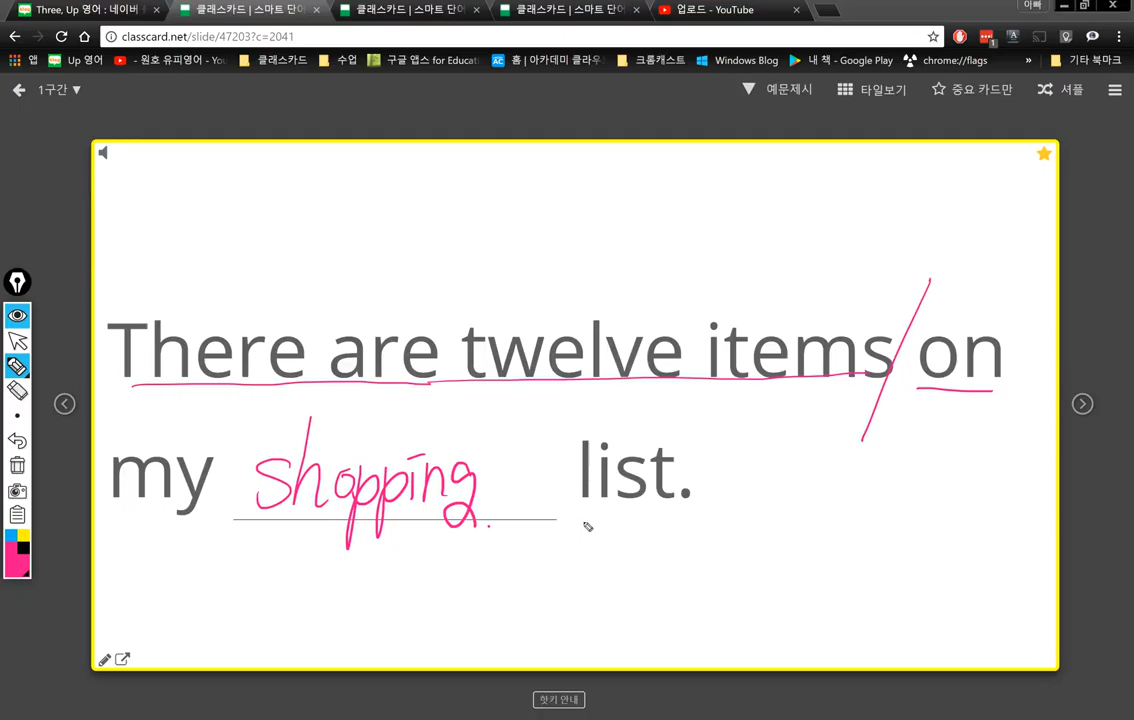 Three, Up 영어 : 네이버
클래스카드 | 스마트 단어
클래스카드 | 스마트 단어
클래스카드 | 스마트 단
업로드 - YouTube
아빠
classcard.net/slide/47203?c=2041
앱 Up 영어 - 원호 유피영어 - You 클래스카드 수업 구글 앱스 for Educati 홈 | 아카데미 클라우 크롬캐스트 Windows Blog 내 책 - Google Play chrome://flags » 기타 북마크
1구간 ▼ 예문제시 타일보기 중요 카드만 셔플
There are twelve items / on
my shopping list.
핫키 안내